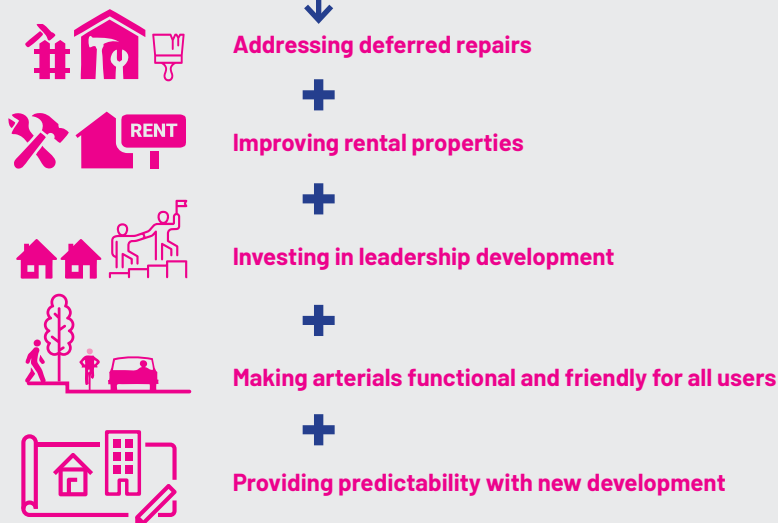 Addressing deferred repairs
RENT
Improving rental properties
Investing in leadership development
Making arterials functional and friendly for all users
Providing predictability with new development